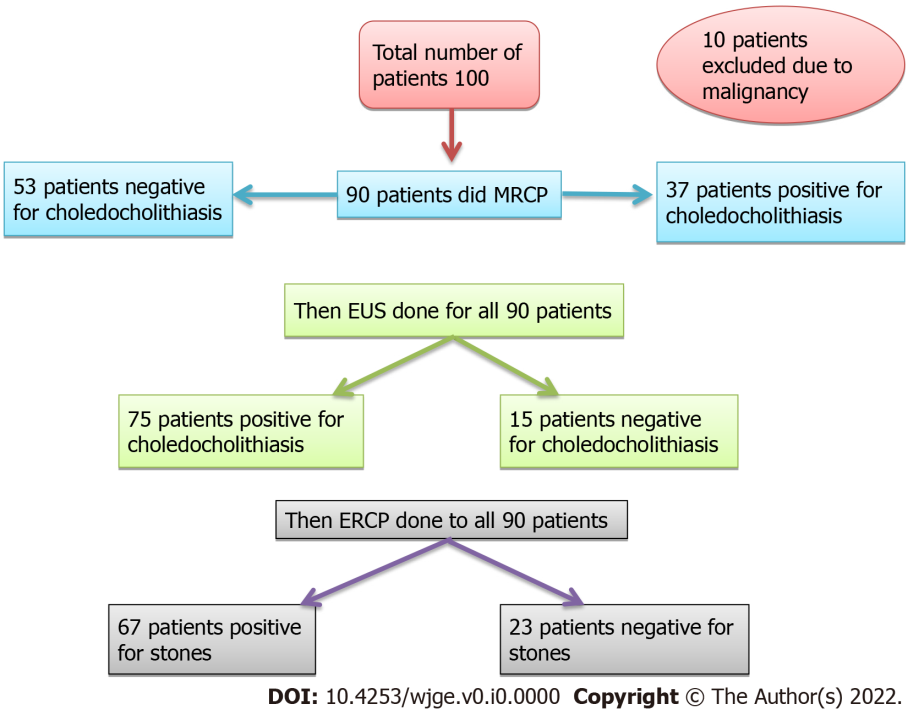 Total number of
patients 100
10 patients
excluded due to
malignancy
53 patients negative
for choledocholithiasis
90 patients did MRCP
37 patients positive for
choledocholithiasis
Then EUS done for all 90 patients
75 patients positive for
choledocholithiasis
15 patients negative
for choledocholithiasis
Then ERCP done to all 90 patients
67 patients positive
for stones
23 patients negative for
stones
DOI: 10.4253/wjge.v0.i0.0000 Copyright © The Author(s) 2022.